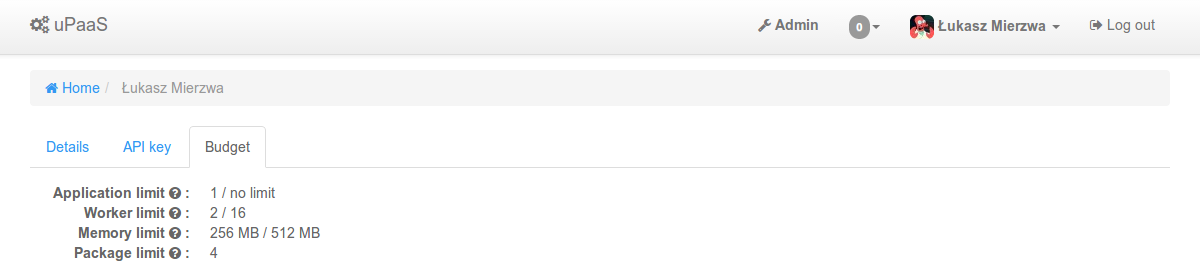 uPaaS Admin 0 Łukasz Mierzwa Log out
Home / Łukasz Mierzwa
Details API key Budget
Application limit ? : 1 / no limit
Worker limit ? : 2 / 16
Memory limit ? : 256 MB / 512 MB
Package limit ? : 4